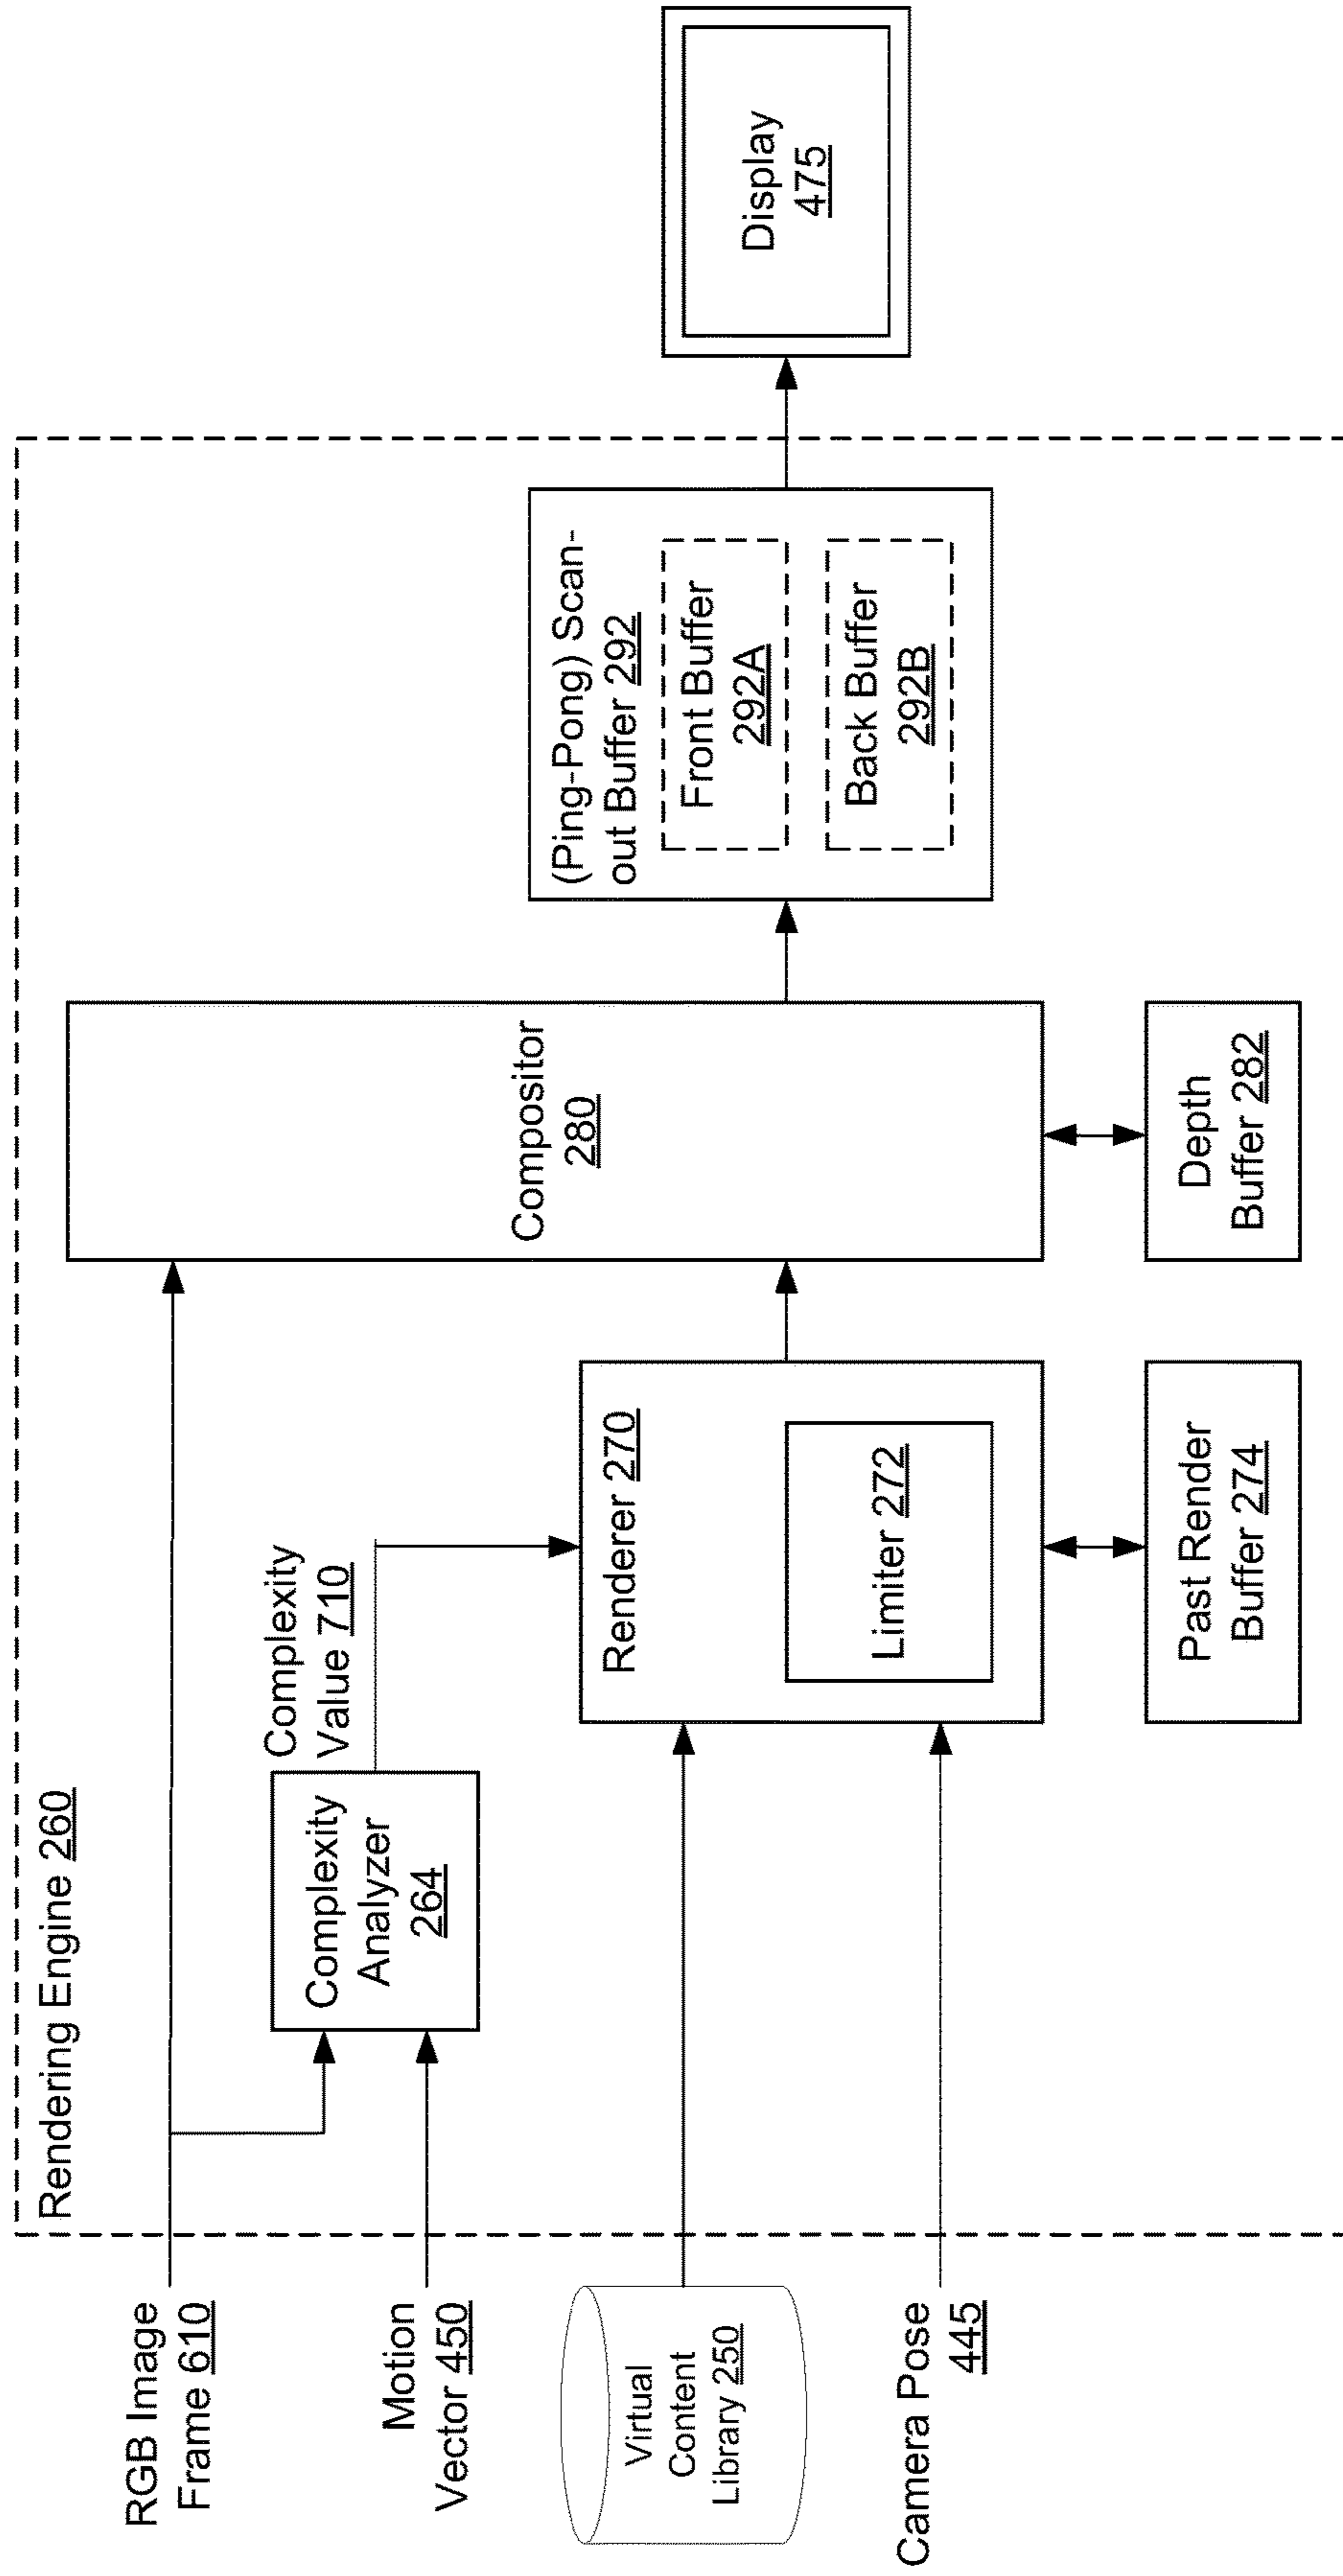 Rendering Engine 260
RGB Image
Frame 610
Motion
Vector 450
Virtual
Content
Library 250
Camera Pose
445
Complexity
Analyzer
264
Complexity
Value 710
Renderer 270
Limiter 272
Past Render
Buffer 274
Compositor
280
Depth
Buffer 282
(Ping-Pong) Scan-
out Buffer 292
Front Buffer
292A
Back Buffer
292B
Display
475